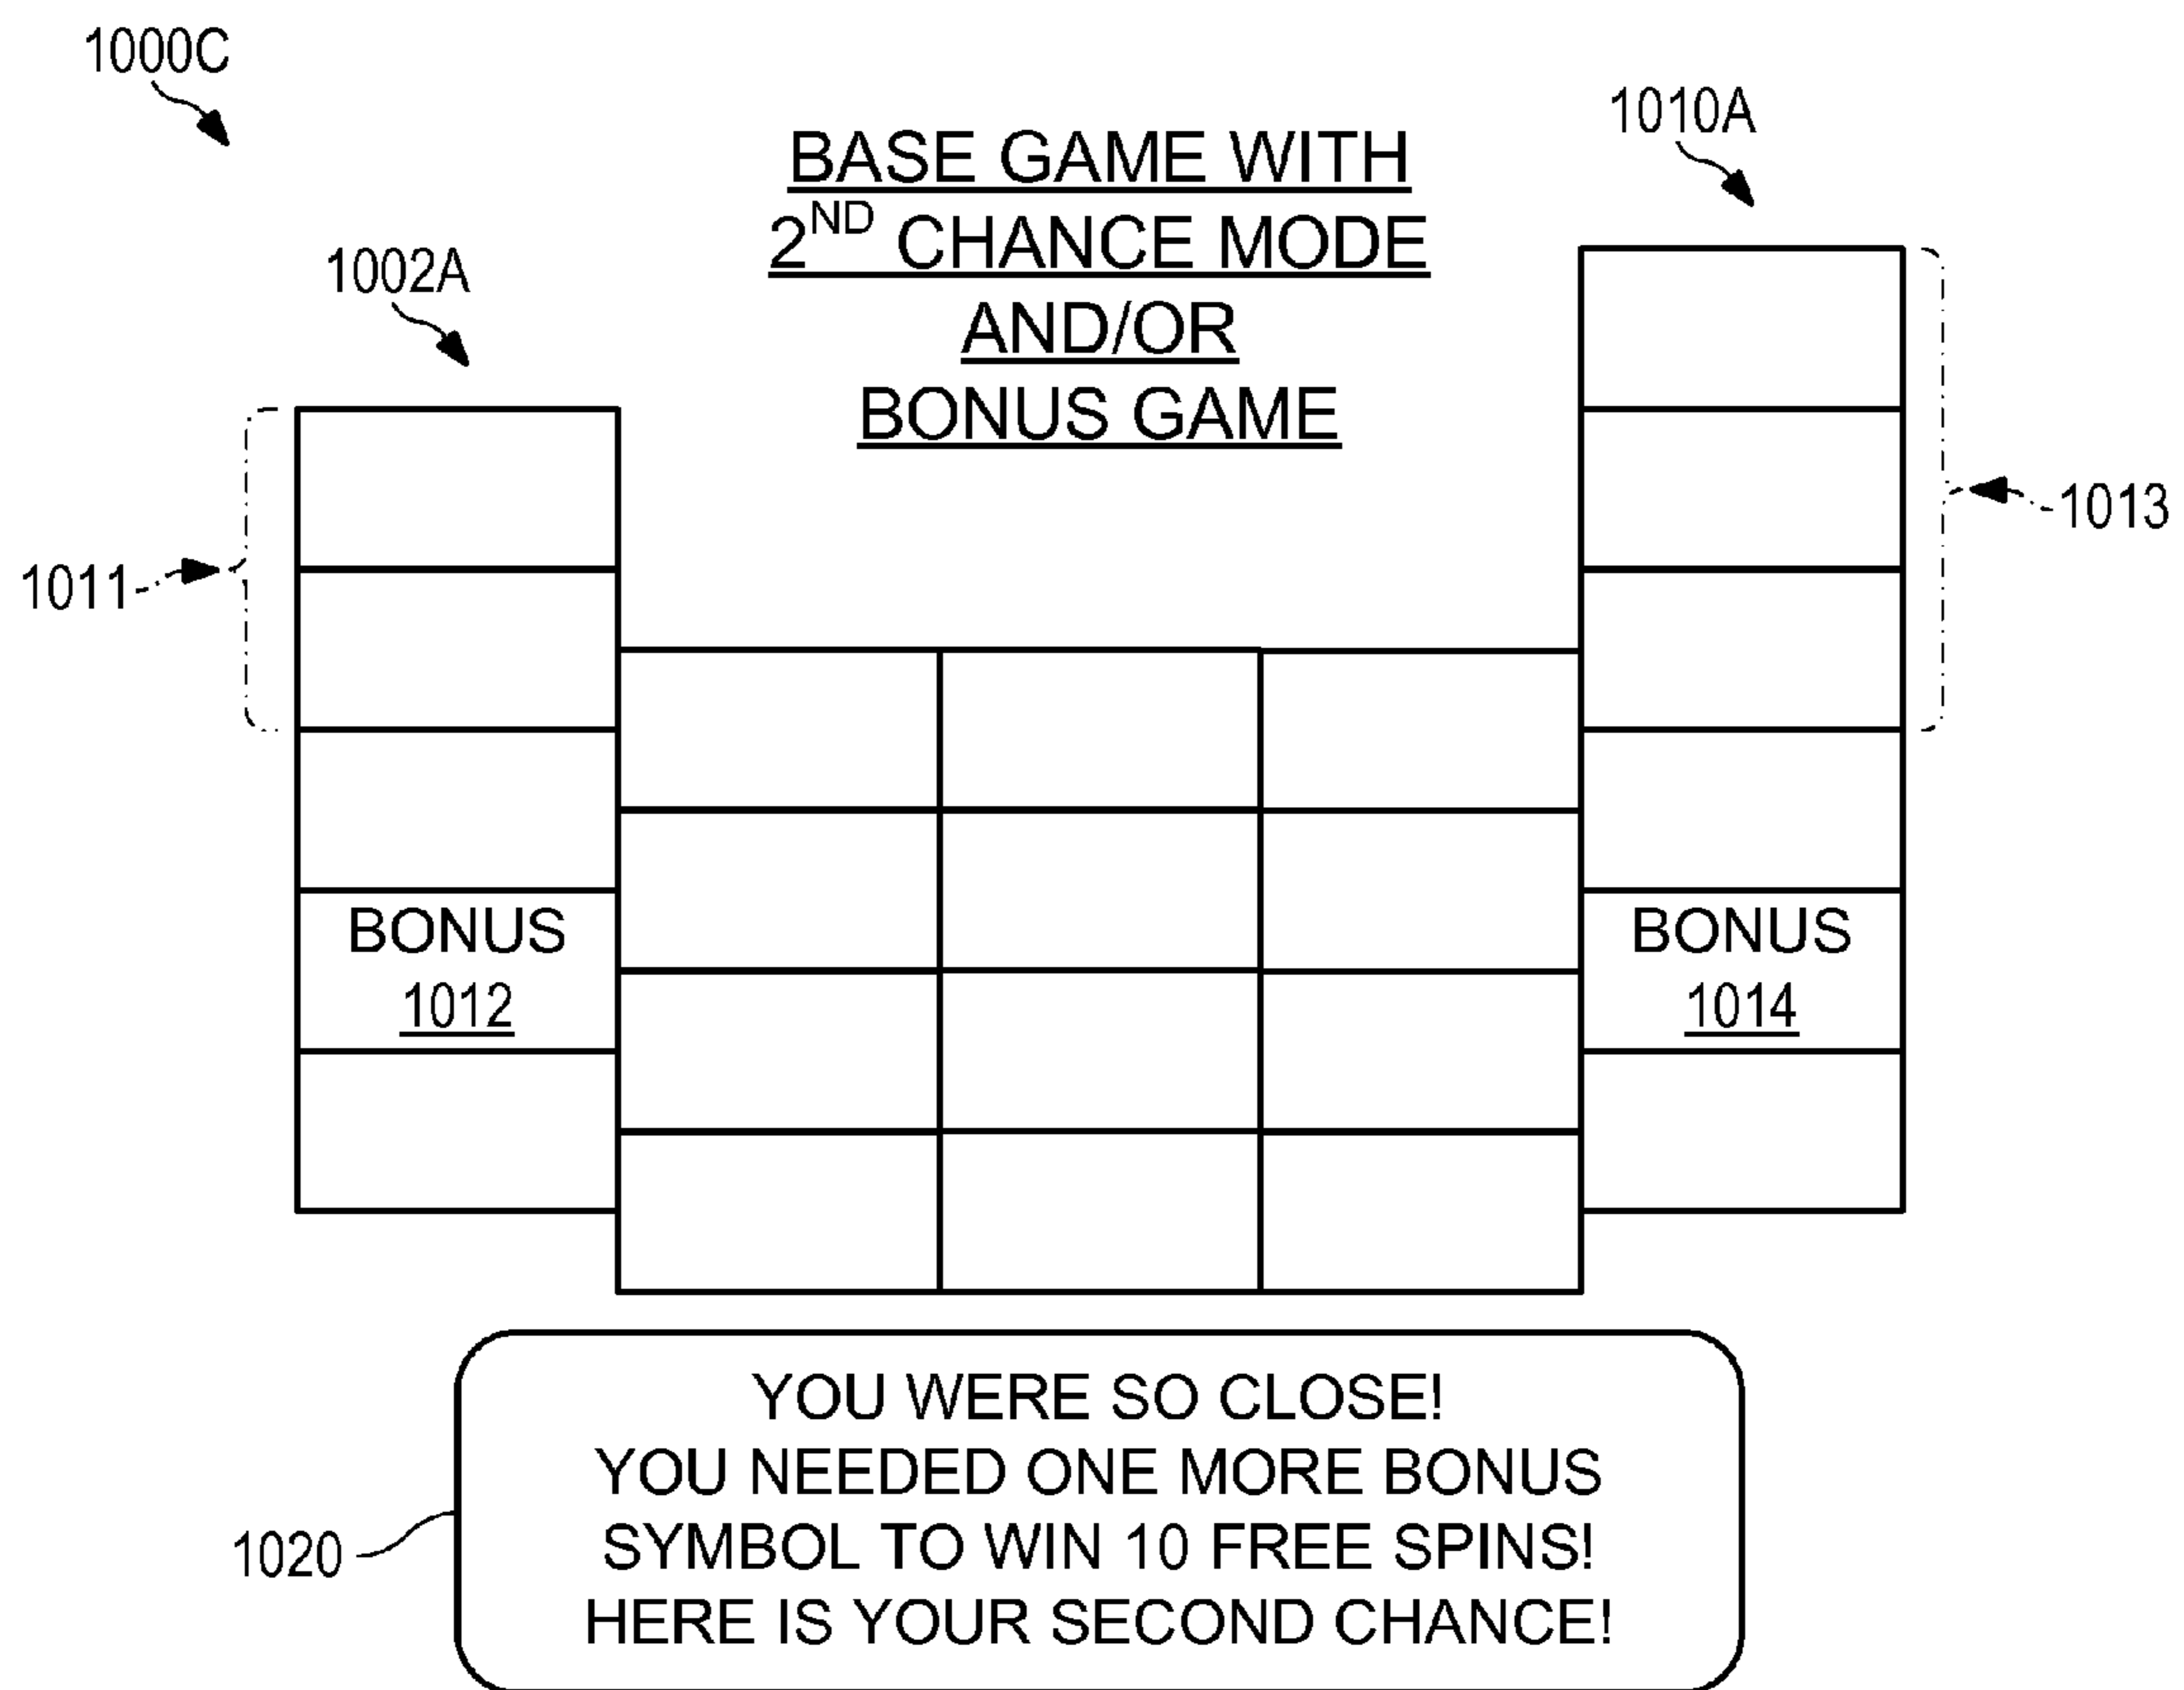 1000C
1010A
BASE GAME WITH
2ND CHANCE MODE
AND/OR
BONUS GAME
1002A
1011
1013
BONUS
1012
BONUS
1014
YOU WERE SO CLOSE!
YOU NEEDED ONE MORE BONUS
SYMBOL TO WIN 10 FREE SPINS!
HERE IS YOUR SECOND CHANCE!
1020